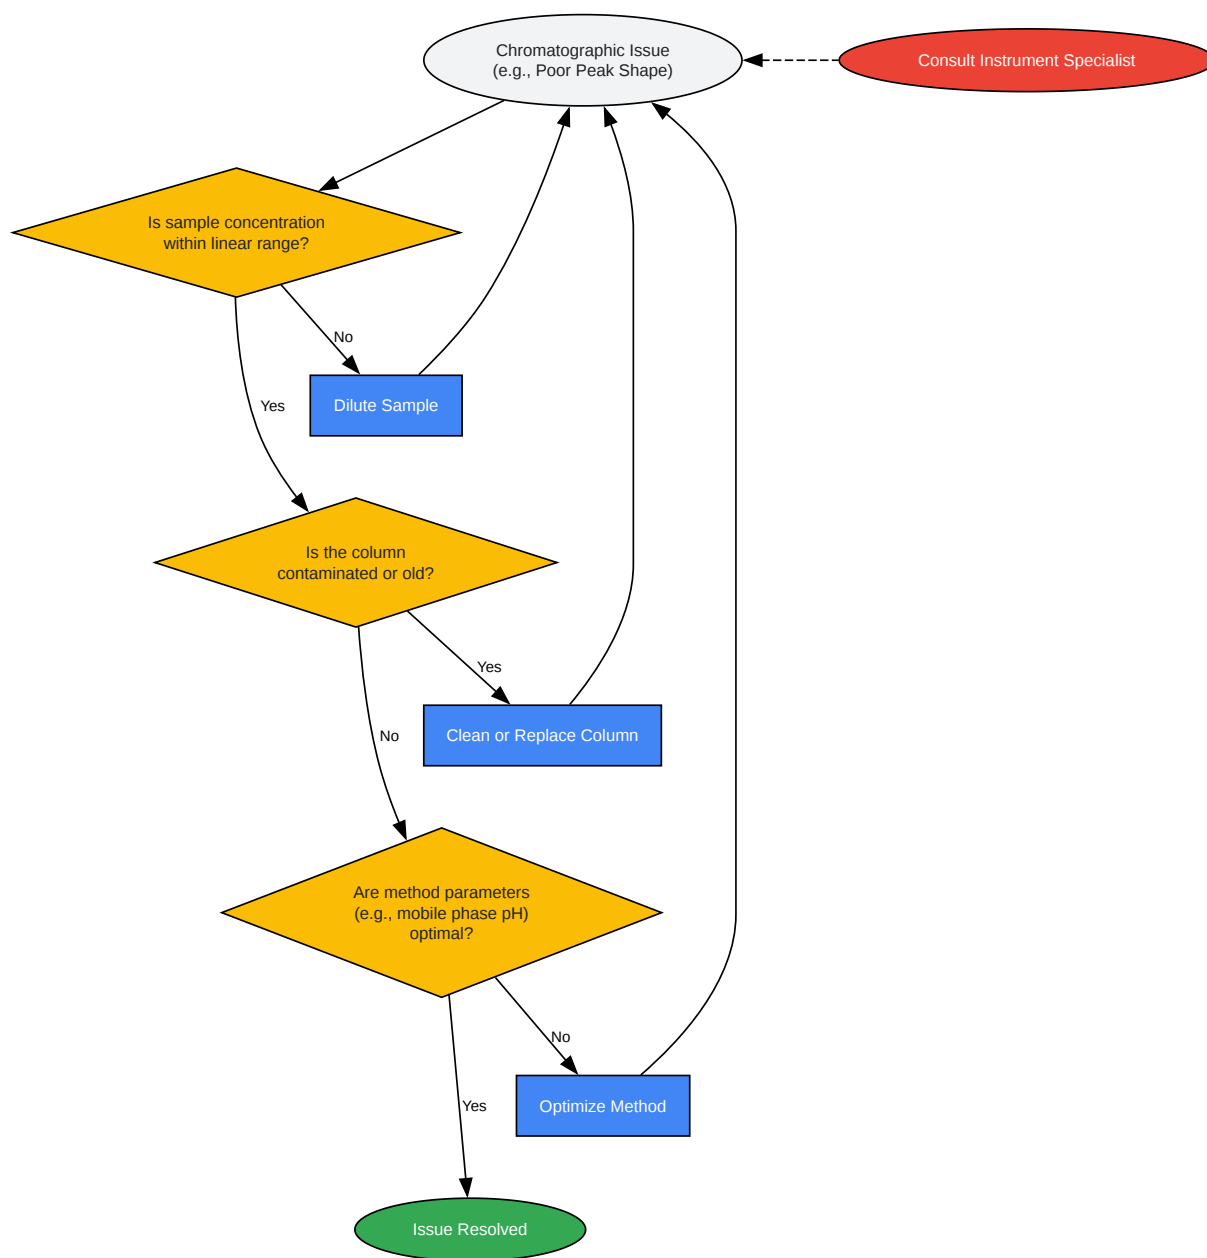 Chromatographic Issue
(e.g., Poor Peak Shape)
Consult Instrument Specialist
Is sample concentration
within linear range?
No
Dilute Sample
Yes
Is the column
contaminated or old?
Yes
Clean or Replace Column
No
Are method parameters
(e.g., mobile phase pH)
optimal?
No
Optimize Method
Yes
Issue Resolved